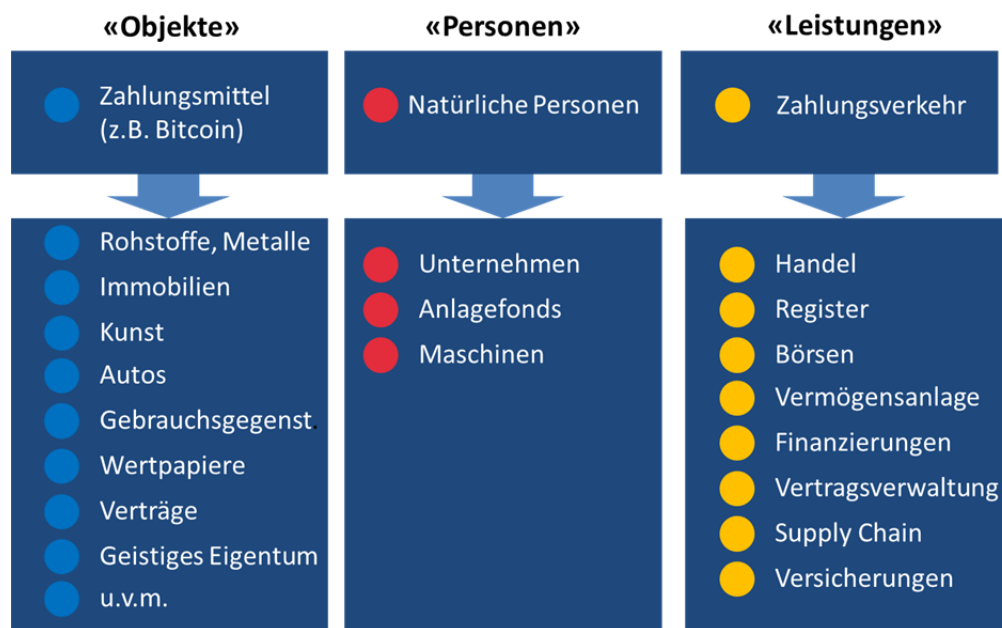 «Objekte»
Zahlungsmittel
(z.B. Bitcoin)
Rohstoffe, Metalle
Immobilien
Kunst
Autos
Gebrauchsgegenst.
Wertpapiere
Verträge
Geistiges Eigentum
u.v.m.
«Personen»
Natürliche Personen
Unternehmen
Anlagefonds
Maschinen
«Leistungen»
Zahlungsverkehr
Handel
Register
Börsen
Vermögensanlage
Finanzierungen
Vertragsverwaltung
Supply Chain
Versicherungen